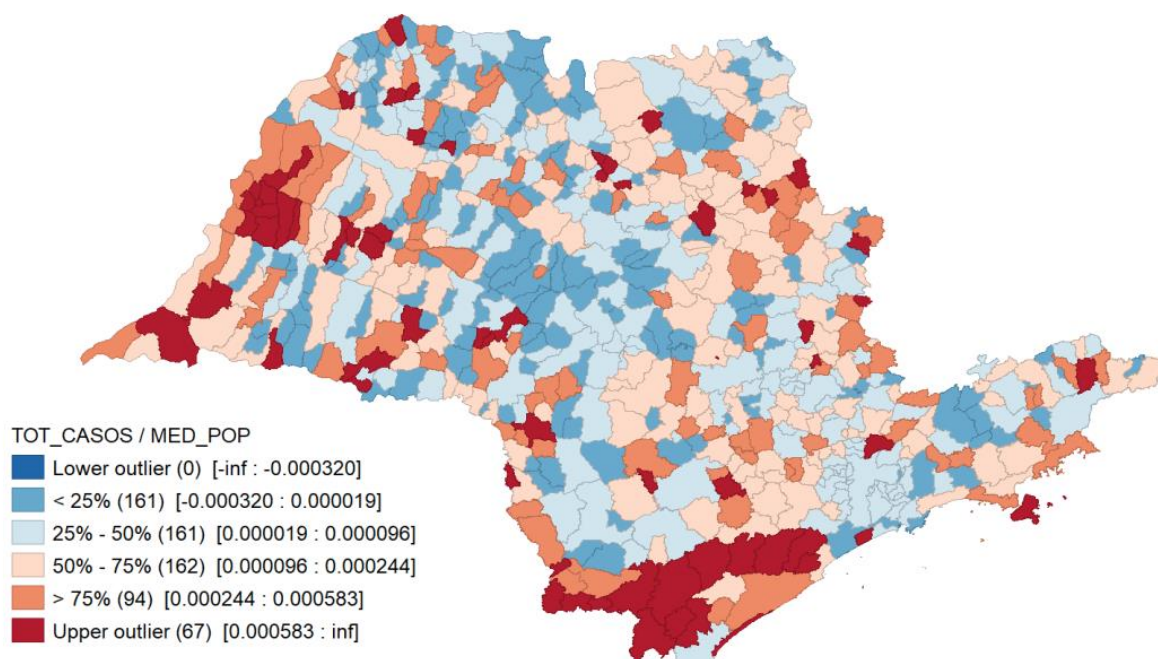 TOT_CASOS / MED_POP
Lower outlier (0) [-inf : -0.000320]
< 25% (161) [-0.000320 : 0.000019]
25% - 50% (161) [0.000019 : 0.000096]
50% - 75% (162) [0.000096 : 0.000244]
> 75% (94) [0.000244 : 0.000583]
Upper outlier (67) [0.000583 : inf]